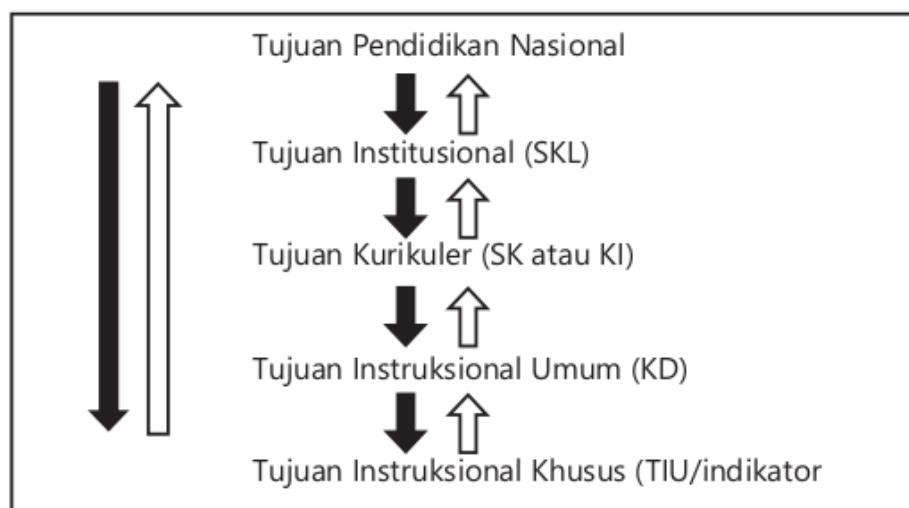 Tujuan Pendidikan Nasional
Tujuan Institusional (SKL)
Tujuan Kurikuler (SK atau KI)
Tujuan Instruksional Umum (KD)
Tujuan Instruksional Khusus (TIU/indikator